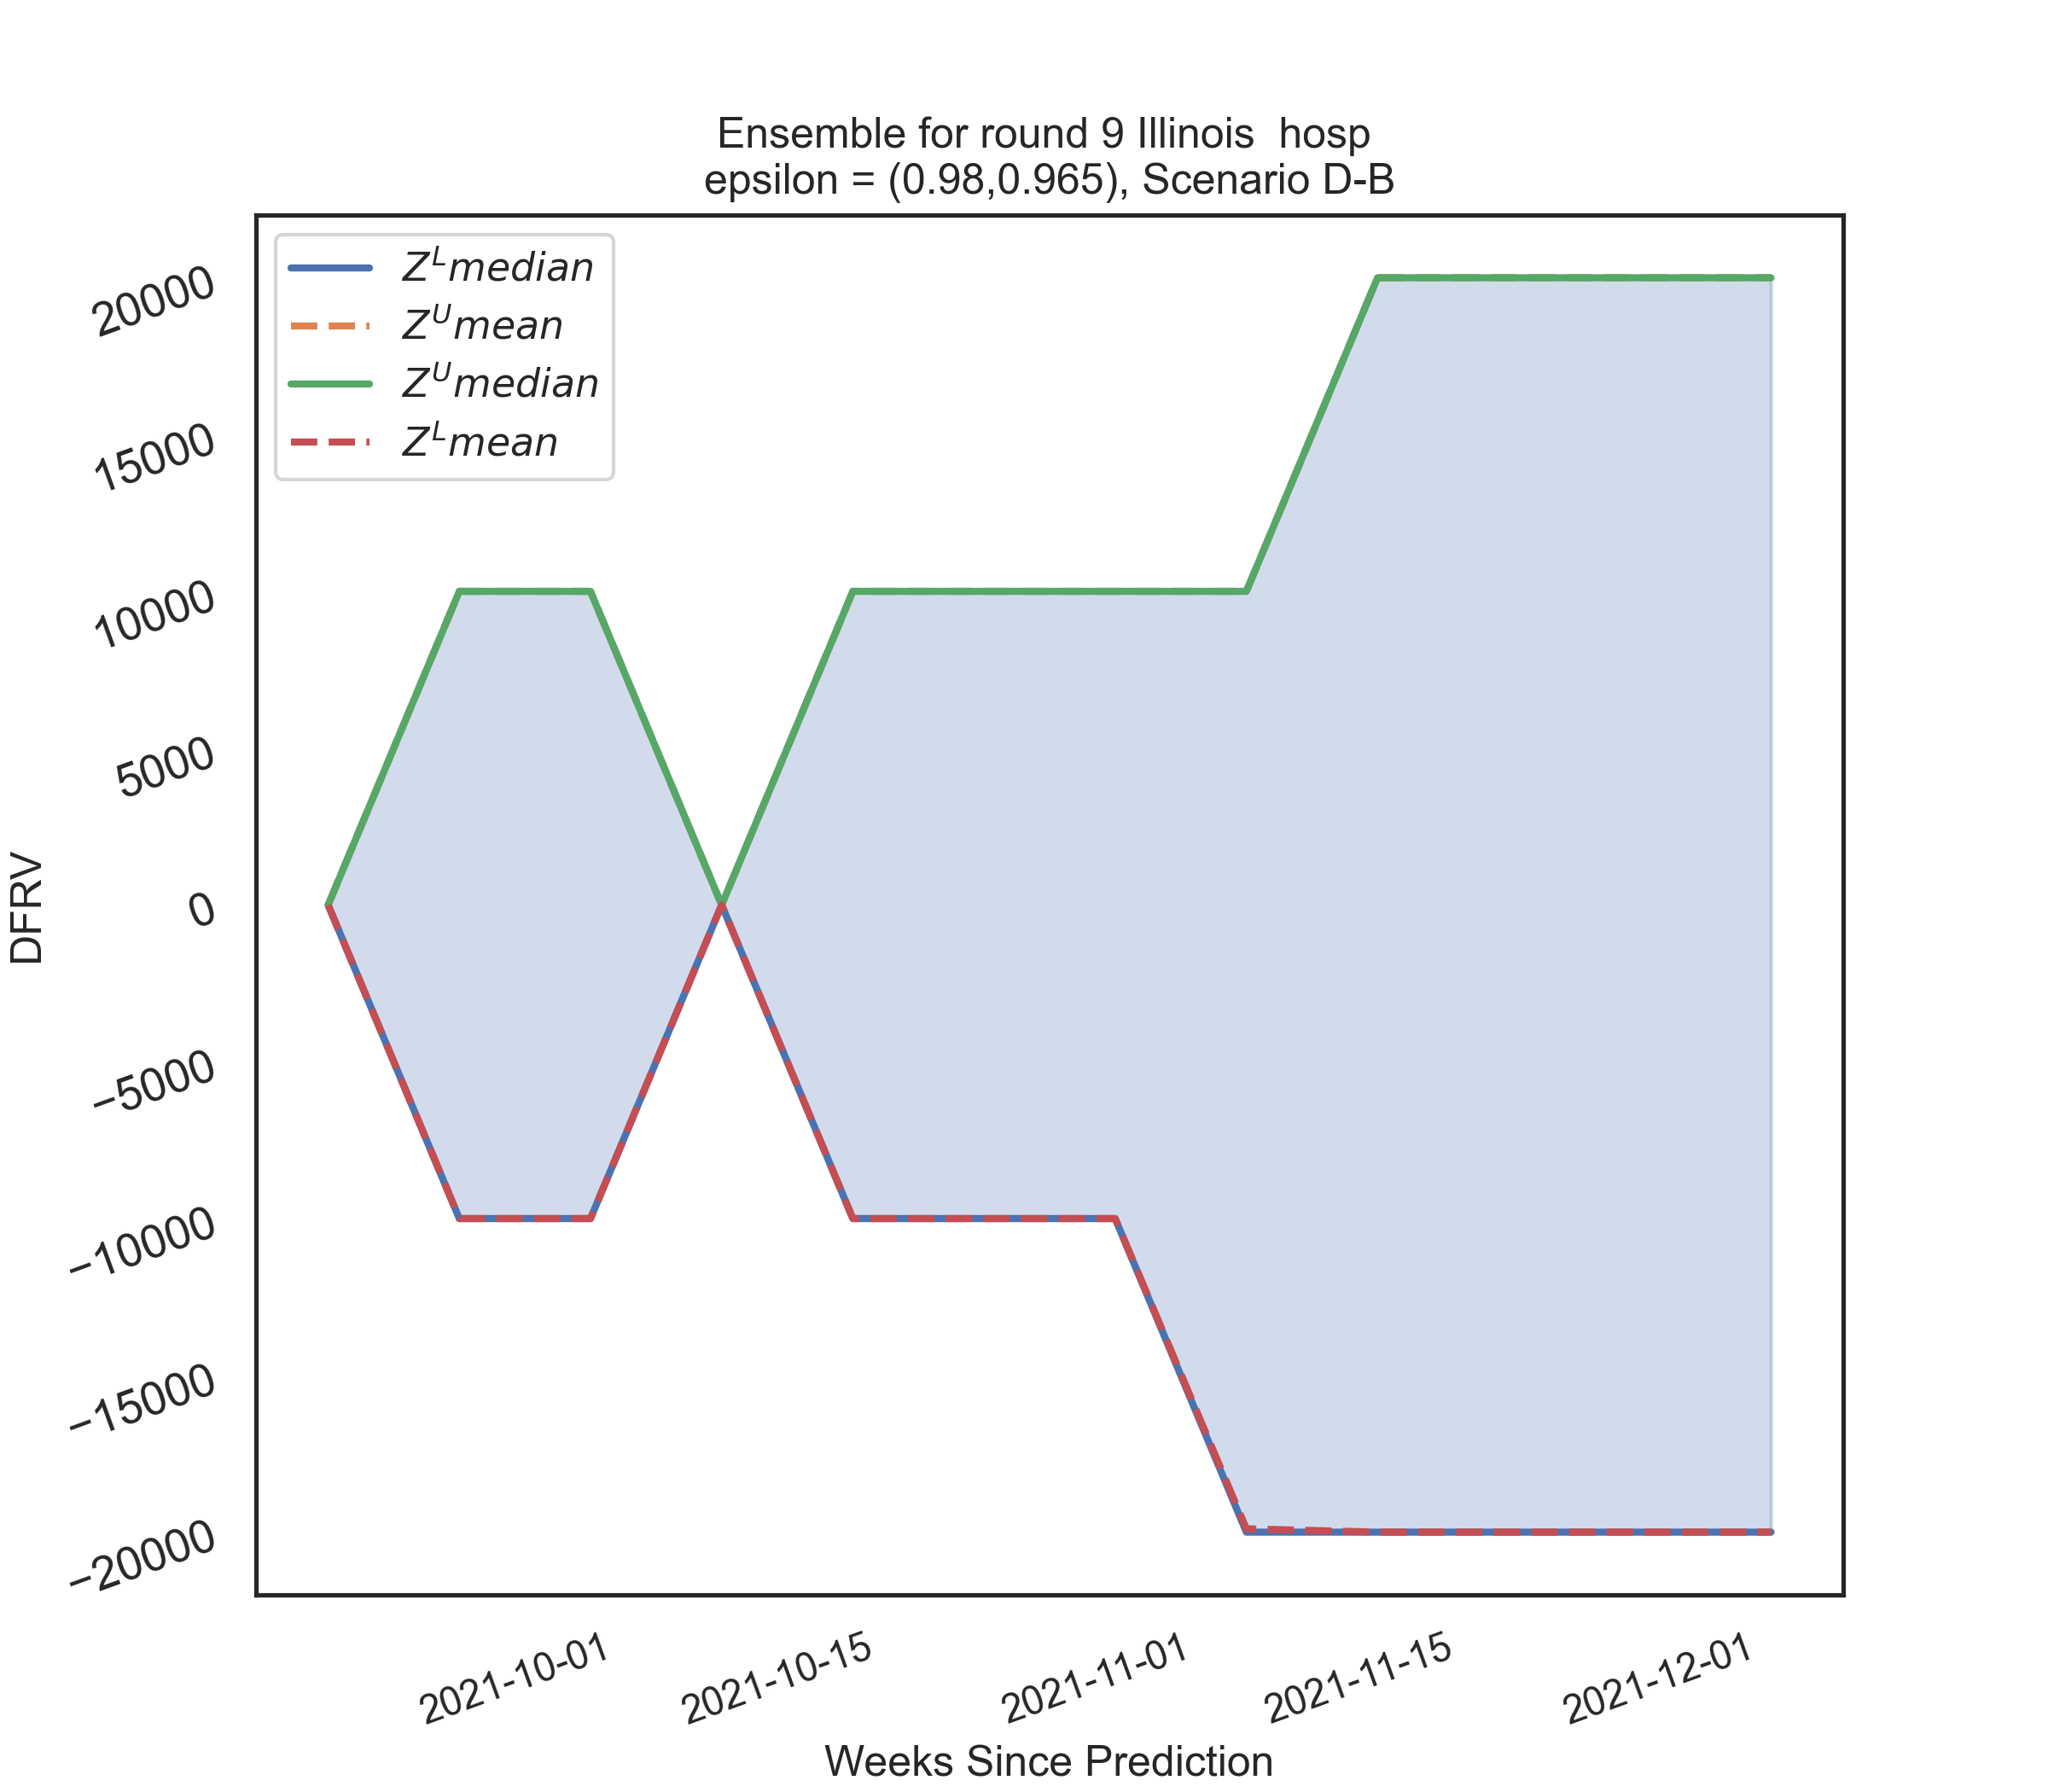 Ensemble for round 9 Illinois  hosp
epsilon = (0.98,0.965), Scenario D-B
Z^L median
Z^U mean
Z^U median
Z^L mean
20000
15000
10000
5000
0
−5000
−10000
−15000
−20000
DFRV
2021-10-01
2021-10-15
2021-11-01
2021-11-15
2021-12-01
Weeks Since Prediction